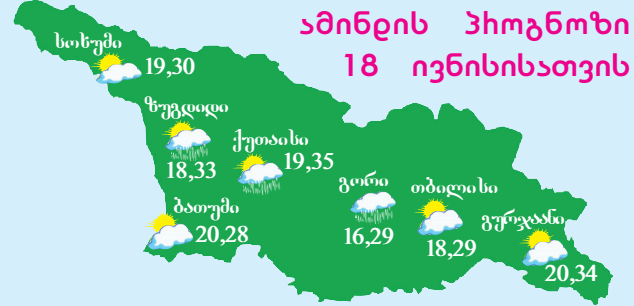 ამინდის პროგნოზი
18 ივნისისათვის
სოხუმი
19,30
ზუგდიდი
18,33
ქუთაისი
19,35
გორი
16,29
თბილისი
18,29
ბათუმი
20,28
გურჯაანი
20,34